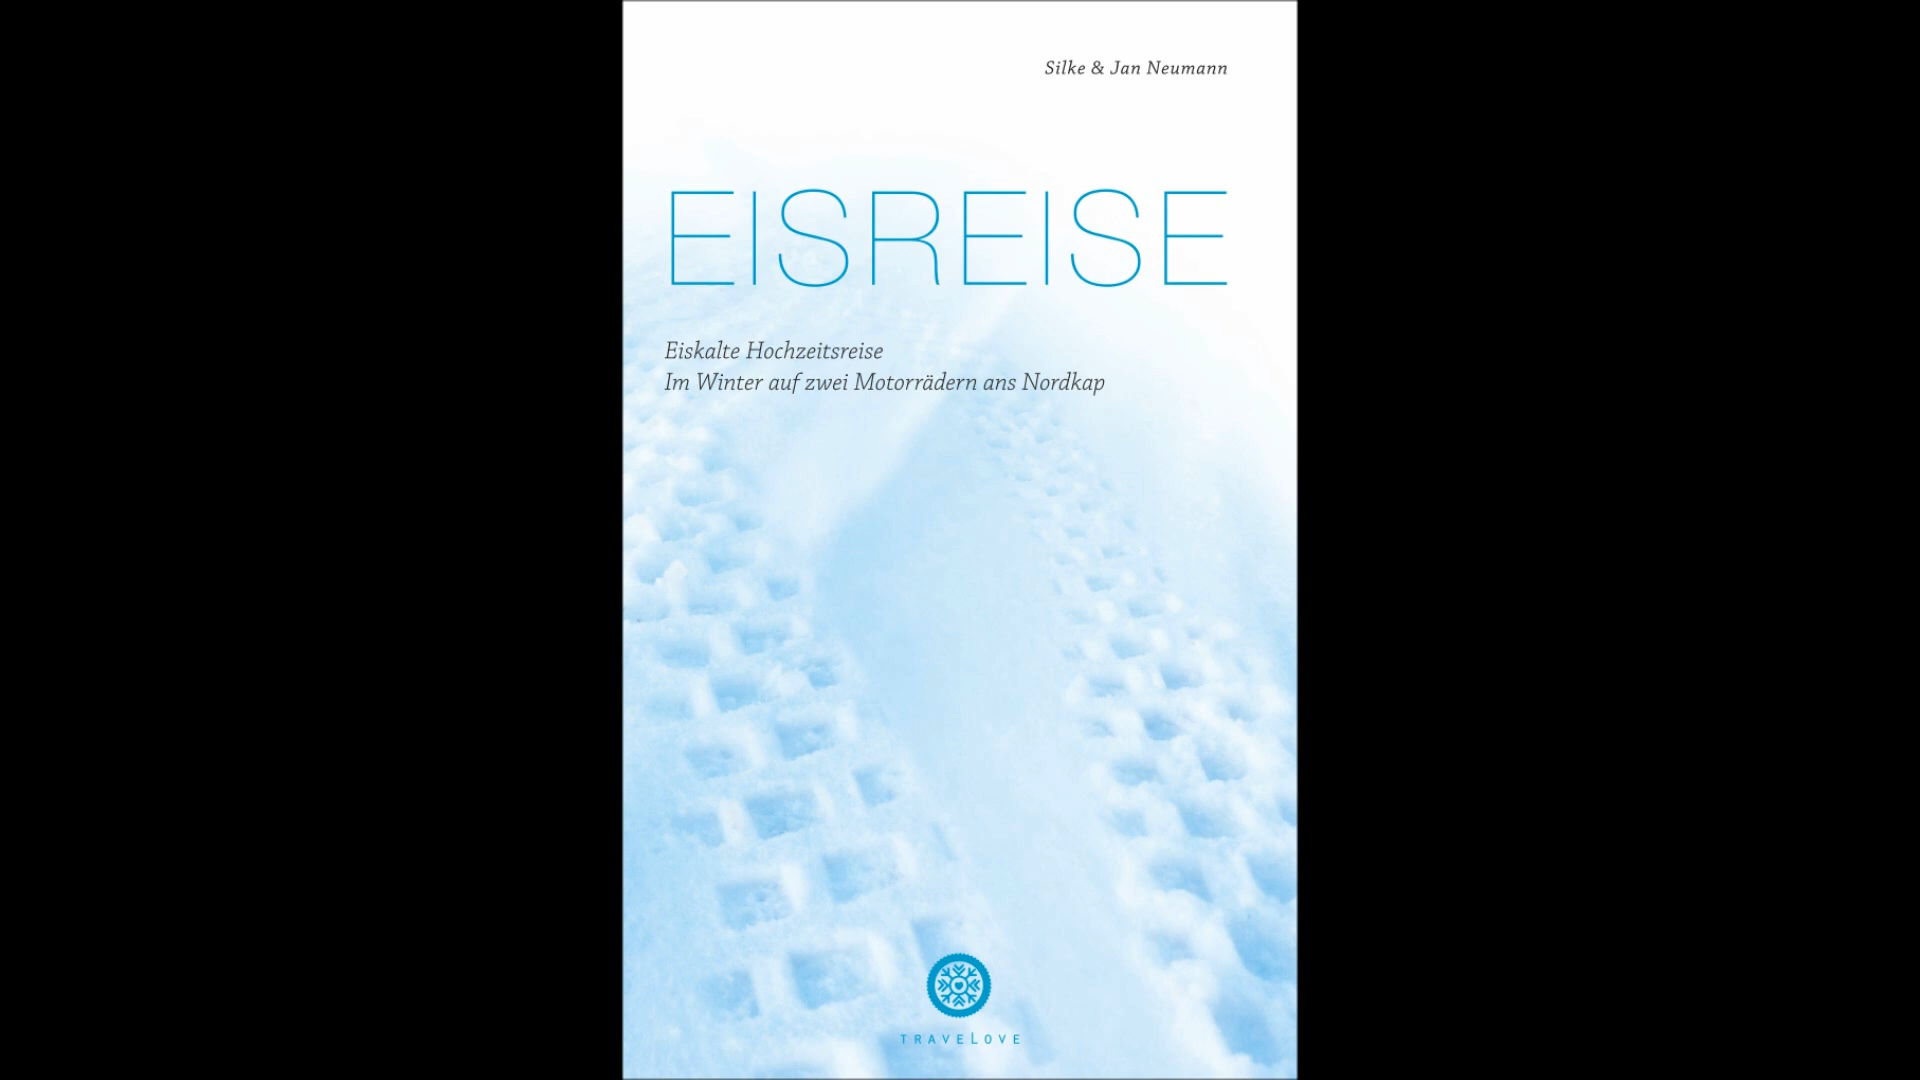 Silke & Jan Neumann
EISREISE
Eiskalte Hochzeitsreise
Im Winter auf zwei Motorrädern ans Nordkap
TRAVELOVE